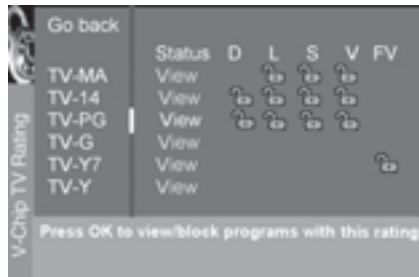 Go back
Status D L S V FV
TV-MA View
TV-14 View
TV-PG View
TV-G View
TV-Y7 View
TV-Y View
Press OK to view/block programs with this rating
V-Chip TV Rating